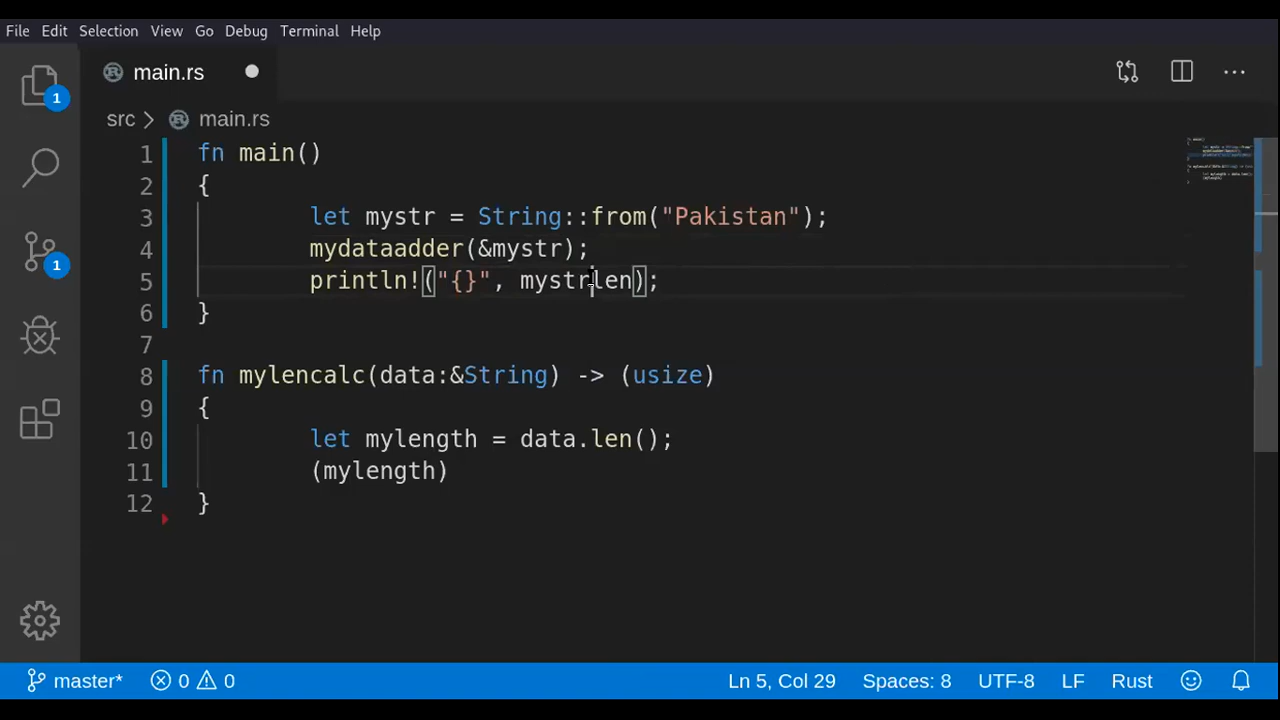 File Edit Selection View Go Debug Terminal Help
main.rs
src > main.rs
1 fn main()
2 {
3 let mystr = String::from("Pakistan");
4 mydataadder(&mystr);
5 println!("{}", mystrlen);
6 }
7
8 fn mylencalc(data:&String) -> (usize)
9 {
10 let mylength = data.len();
11 (mylength)
12 }
1
1
master* 0 0 Ln 5, Col 29 Spaces: 8 UTF-8 LF Rust